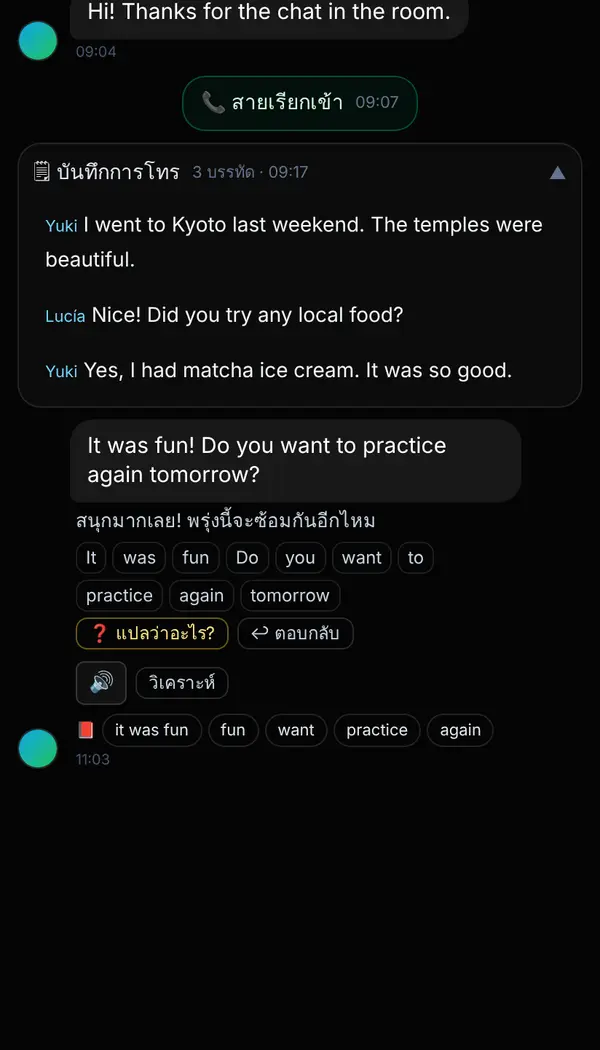 Hi! Thanks for the chat in the room.
09:04
สายเรียกเข้า 09:07
บันทึกการโทร 3 บรรทัด · 09:17
Yuki I went to Kyoto last weekend. The temples were
beautiful.
Lucía Nice! Did you try any local food?
Yuki Yes, I had matcha ice cream. It was so good.
It was fun! Do you want to practice
again tomorrow?
สนุกมากเลย! พรุ่งนี้จะซ้อมกันอีกไหม
It was fun Do you want to
practice again tomorrow
❓ แปลว่าอะไร? ↩ ตอบกลับ
วิเคราะห์
it was fun fun want practice again
11:03